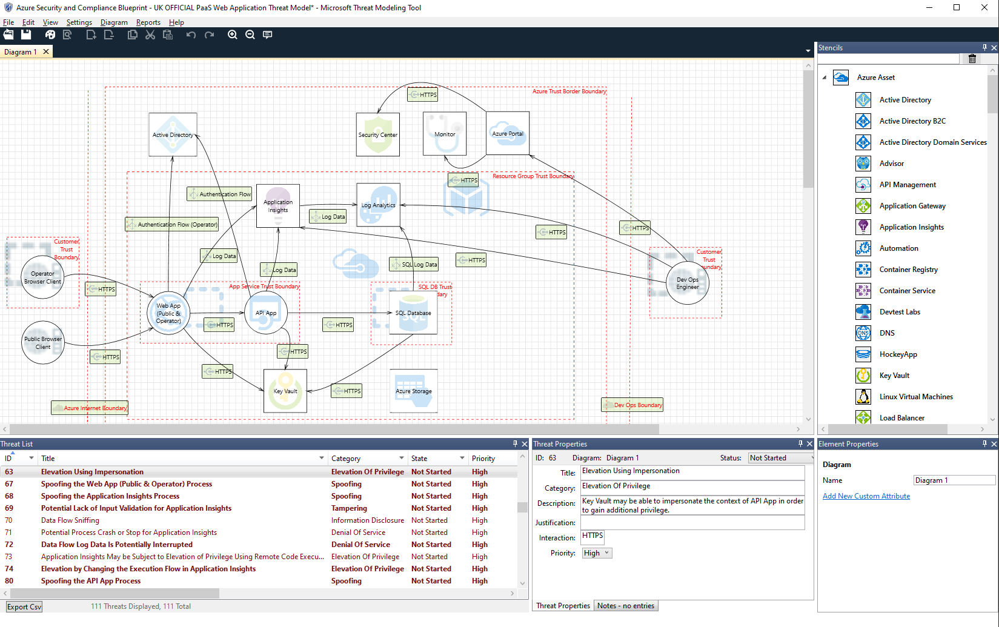 Azure Security and Compliance Blueprint - UK OFFICIAL PaaS Web Application Threat Model* - Microsoft Threat Modeling Tool
File Edit View Settings Diagram Reports Help
Diagram 1
Azure Trust Border Boundary
HTTPS
Active Directory
Security Center
Monitor
Azure Portal
HTTPS
Resource Group Trust Boundary
Authentication Flow
Application
Insights
Log Analytics
Log Data
Authentication Flow (Operator)
HTTPS
HTTPS
Customer
Trust
Boundary
Log Data
Log Data
SQL Log Data
HTTPS
Customer
Trust
oundary
Operator
Browser Client
HTTPS
App Service Trust Boundary
SQL DB Trust
dary
Dev Ops
Engineer
Web App
(Public &
Operator)
API App
SQL Database
SQL
HTTPS
HTTPS
Public Browser
Client
HTTPS
HTTPS
HTTPS
Key Vault
HTTPS
Azure Storage
Azure Internet Boundary
Dev Ops Boundary
Stencils
Azure Asset
Active Directory
Active Directory B2C
Active Directory Domain Services
Advisor
API Management
Application Gateway
Application Insights
Automation
Container Registry
Container Service
Devtest Labs
DNS
DNS
HockeyApp
Key Vault
Linux Virtual Machines
Load Balancer
Threat List
ID Title Category State Priority
63 Elevation Using Impersonation Elevation Of Privilege Not Started High
67 Spoofing the Web App (Public & Operator) Process Spoofing Not Started High
68 Spoofing the Application Insights Process Spoofing Not Started High
69 Potential Lack of Input Validation for Application Insights Tampering Not Started High
70 Data Flow Sniffing Information Disclosure Not Started High
71 Potential Process Crash or Stop for Application Insights Denial Of Service Not Started High
72 Data Flow Log Data Is Potentially Interrupted Denial Of Service Not Started High
73 Application Insights May be Subject to Elevation of Privilege Using Remote Code Execu... Elevation Of Privilege Not Started High
74 Elevation by Changing the Execution Flow in Application Insights Elevation Of Privilege Not Started High
80 Spoofing the API App Process Spoofing Not Started High
Export Csv 111 Threats Displayed, 111 Total
Threat Properties
ID: 63 Diagram: Diagram 1 Status: Not Started
Title: Elevation Using Impersonation
Category: Elevation Of Privilege
Description: Key Vault may be able to impersonate the context of API App in order
to gain additional privilege.
Justification:
Interaction: HTTPS
Priority: High
Threat Properties Notes - no entries
Element Properties
Diagram
Name Diagram 1
Add New Custom Attribute